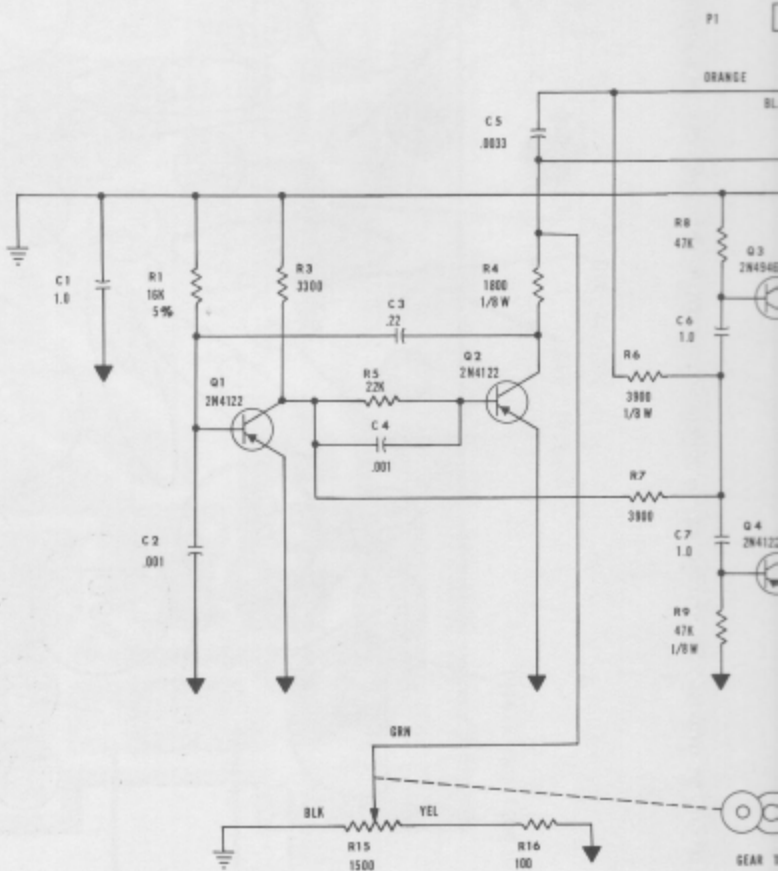 P1
ORANGE
C5
.0033
R8
47K
Q3
C1
1.0
R1
16K
5%
R3
3300
R4
1800
1/8 W
C3
.22
C6
1.0
Q1
2N4122
R5
22K
Q2
2N4122
R6
3900
1/8 W
C4
.001
R7
3900
C2
.001
C7
1.0
Q4
2N4122
R9
47K
1/8 W
GRN
BLK
YEL
R15
1500
R16
100
GEAR